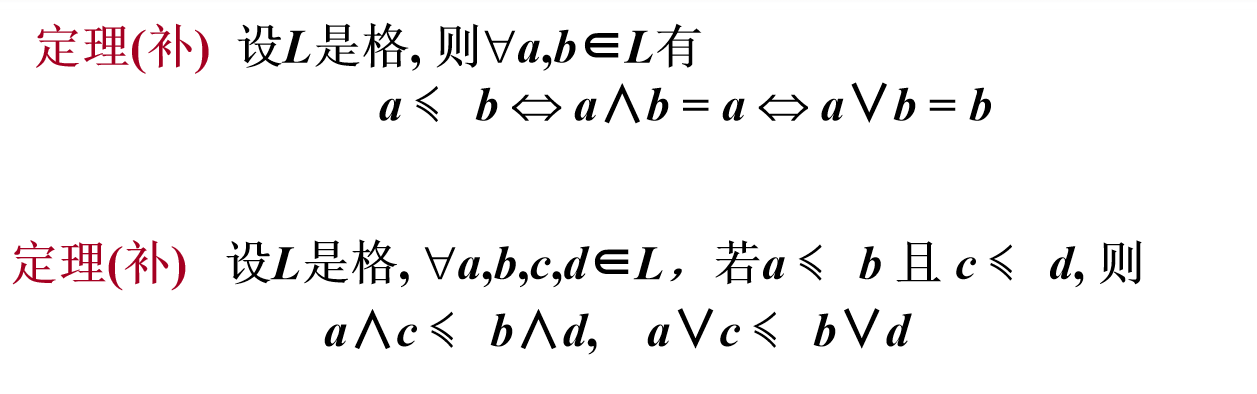 定理(补) 设L是格, 则∀a,b∈L有
a≼ b⇔a∧b = a⇔a∨b = b
定理(补) 设L是格, ∀a,b,c,d∈L，若a≼ b 且 c≼ d, 则
a∧c≼ b∧d, a∨c≼ b∨d